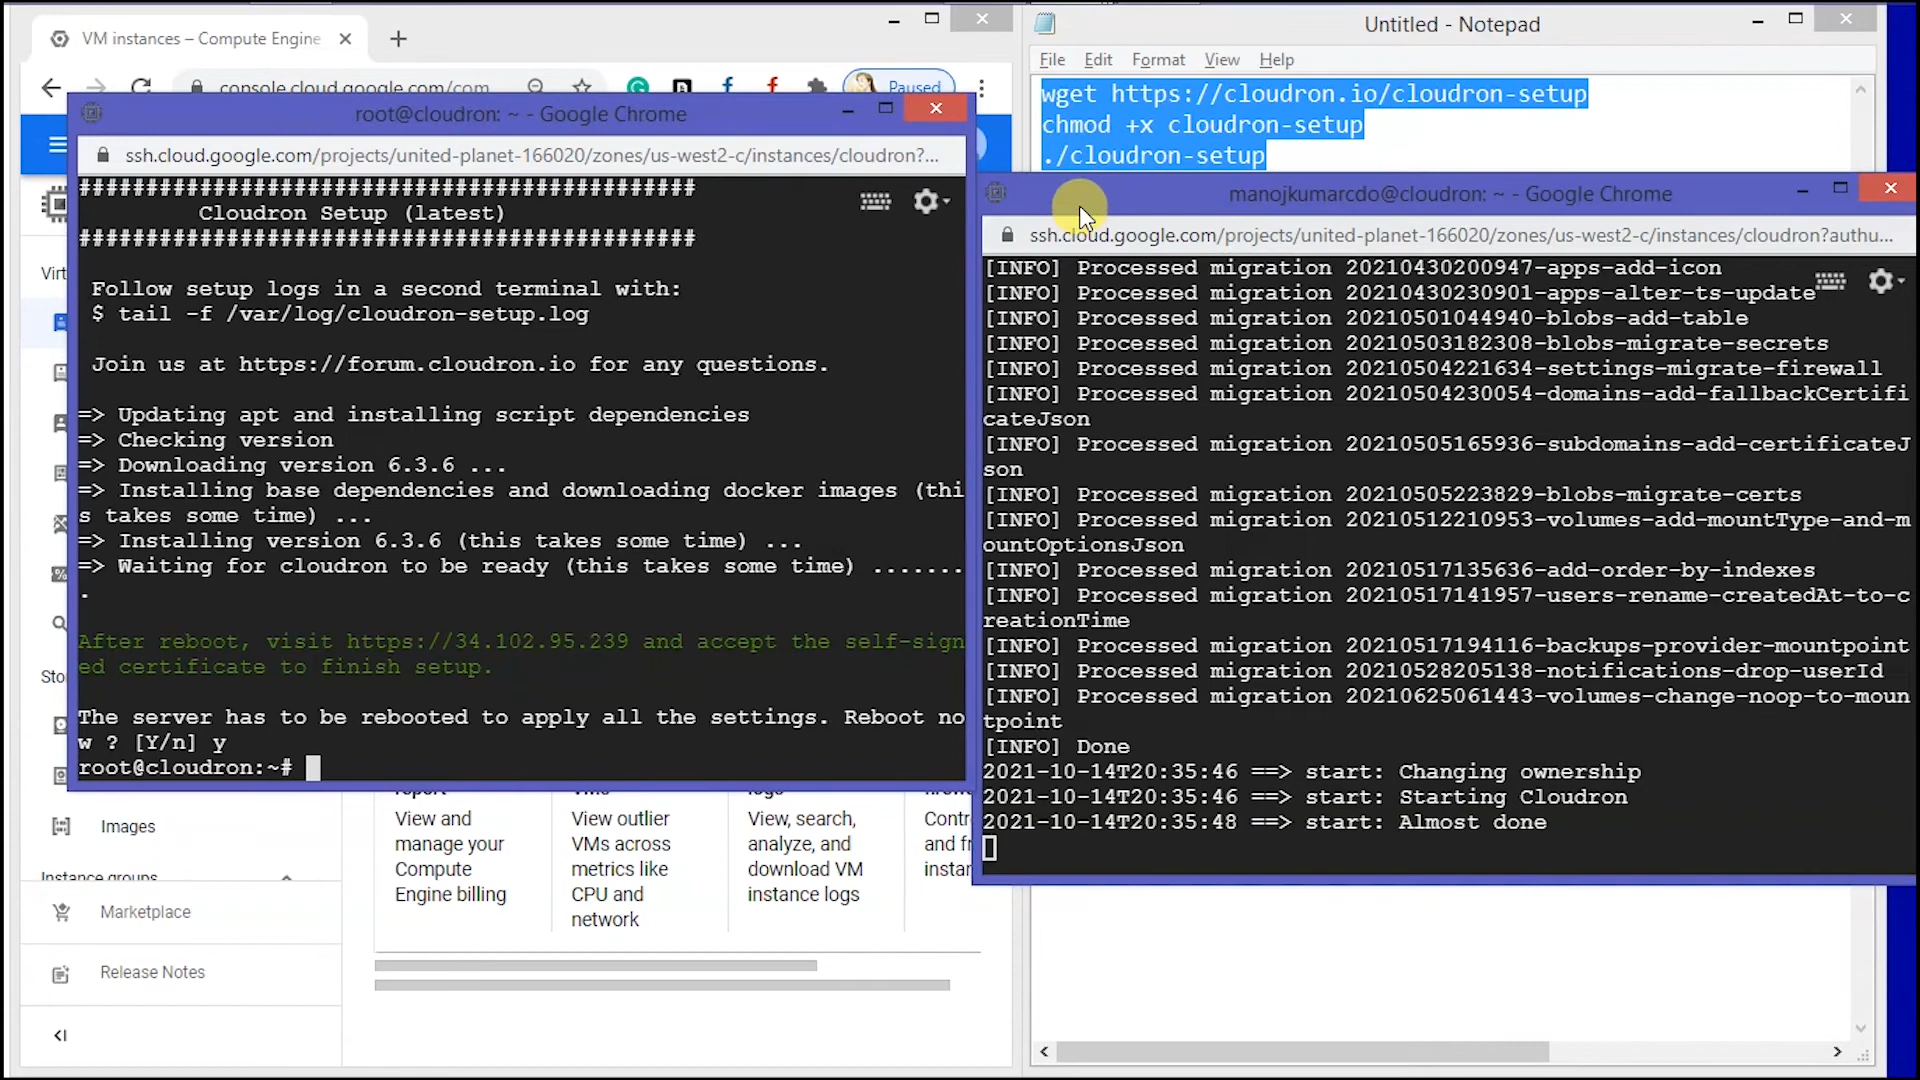 VM instances – Compute Engine
console.cloud.google.com/com
Paused
Untitled - Notepad
File Edit Format View Help
wget https://cloudron.io/cloudron-setup
chmod +x cloudron-setup
./cloudron-setup
root@cloudron: ~ - Google Chrome
ssh.cloud.google.com/projects/united-planet-166020/zones/us-west2-c/instances/cloudron?...
##############################################
Cloudron Setup (latest)
##############################################
Follow setup logs in a second terminal with:
$ tail -f /var/log/cloudron-setup.log
Join us at https://forum.cloudron.io for any questions.
=> Updating apt and installing script dependencies
=> Checking version
=> Downloading version 6.3.6 ...
=> Installing base dependencies and downloading docker images (thi
s takes some time) ...
=> Installing version 6.3.6 (this takes some time) ...
=> Waiting for cloudron to be ready (this takes some time) .......
.
After reboot, visit https://34.102.95.239 and accept the self-sign
ed certificate to finish setup.
The server has to be rebooted to apply all the settings. Reboot no
w ? [Y/n] y
root@cloudron:~#
manojkumarcdo@cloudron: ~ - Google Chrome
ssh.cloud.google.com/projects/united-planet-166020/zones/us-west2-c/instances/cloudron?authu...
[INFO] Processed migration 20210430200947-apps-add-icon
[INFO] Processed migration 20210430230901-apps-alter-ts-update
[INFO] Processed migration 20210501044940-blobs-add-table
[INFO] Processed migration 20210503182308-blobs-migrate-secrets
[INFO] Processed migration 20210504221634-settings-migrate-firewall
[INFO] Processed migration 20210504230054-domains-add-fallbackCertifi
cateJson
[INFO] Processed migration 20210505165936-subdomains-add-certificateJ
son
[INFO] Processed migration 20210505223829-blobs-migrate-certs
[INFO] Processed migration 20210512210953-volumes-add-mountType-and-m
ountOptionsJson
[INFO] Processed migration 20210517135636-add-order-by-indexes
[INFO] Processed migration 20210517141957-users-rename-createdAt-to-c
reationTime
[INFO] Processed migration 20210517194116-backups-provider-mountpoint
[INFO] Processed migration 20210528205138-notifications-drop-userId
[INFO] Processed migration 20210625061443-volumes-change-noop-to-moun
tpoint
[INFO] Done
2021-10-14T20:35:46 ==> start: Changing ownership
2021-10-14T20:35:46 ==> start: Starting Cloudron
2021-10-14T20:35:48 ==> start: Almost done
Virt
Sto
Images
Instance groups
Marketplace
Release Notes
View and
manage your
Compute
Engine billing
View outlier
VMs across
metrics like
CPU and
network
View, search,
analyze, and
download VM
instance logs
Contr
and fi
instan